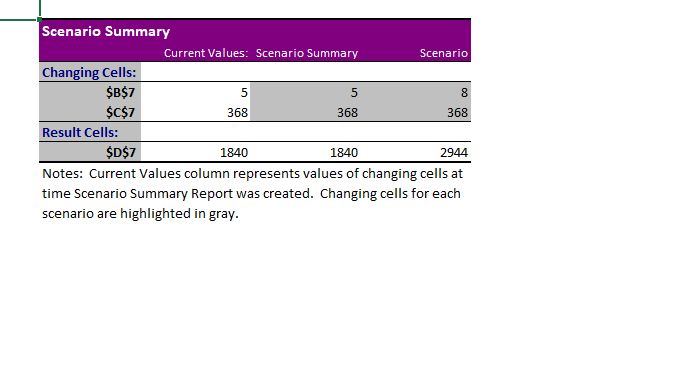 Scenario Summary
Current Values: Scenario Summary Scenario
Changing Cells:
$B$7 5 5 8
$C$7 368 368 368
Result Cells:
$D$7 1840 1840 2944
Notes: Current Values column represents values of changing cells at
time Scenario Summary Report was created. Changing cells for each
scenario are highlighted in gray.